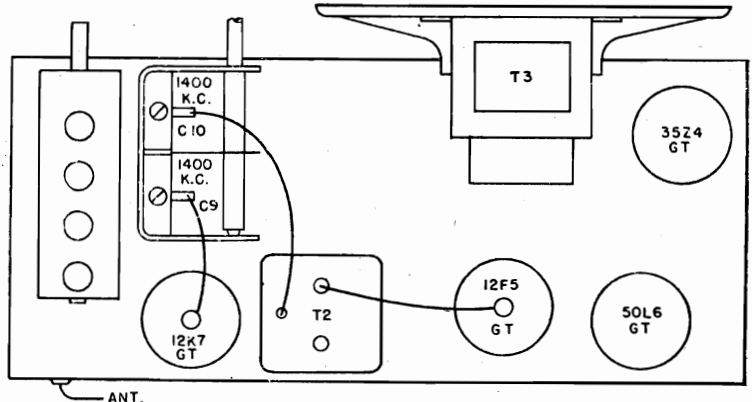 T3
1400
K.C.
C10
35Z4
GT
1400
K.C.
C9
12K7
GT
T2
12F5
GT
50L6
GT
ANT.